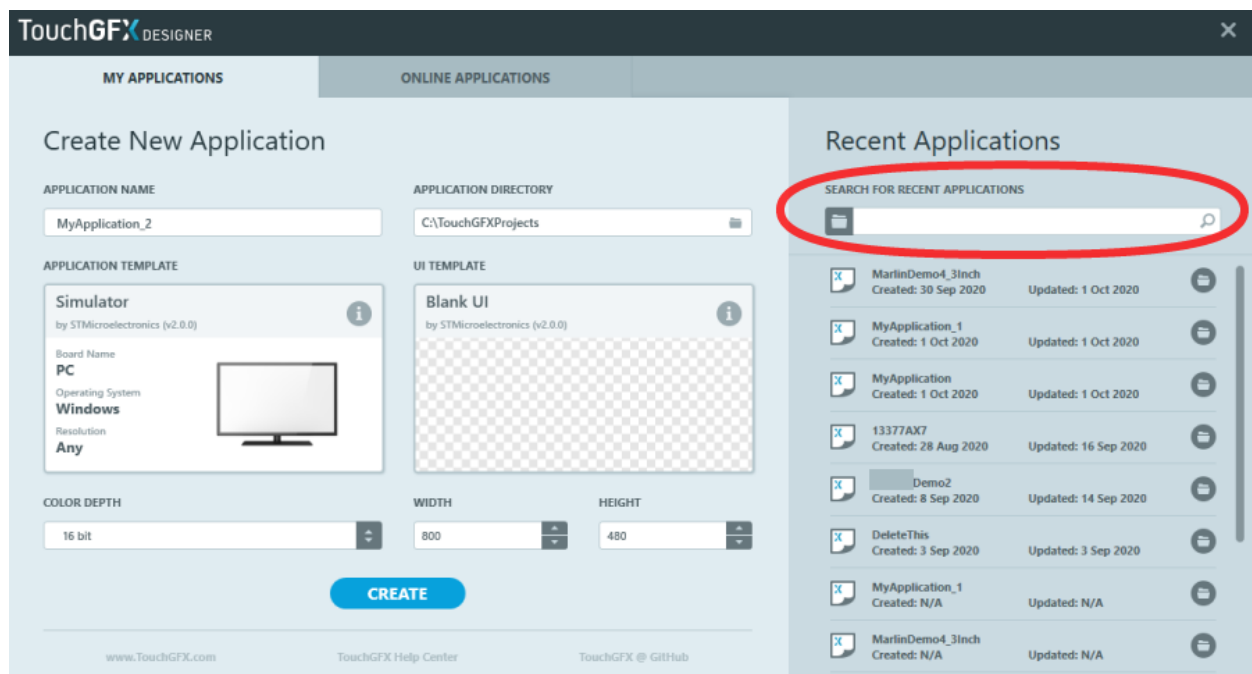 TouchGFX DESIGNER
MY APPLICATIONS
ONLINE APPLICATIONS
Create New Application
APPLICATION NAME
MyApplication_2
APPLICATION DIRECTORY
C:\TouchGFXProjects
APPLICATION TEMPLATE
Simulator
by STMicroelectronics (v2.0.0)
Board Name
PC
Operating System
Windows
Resolution
Any
UI TEMPLATE
Blank UI
by STMicroelectronics (v2.0.0)
COLOR DEPTH
16 bit
WIDTH
800
HEIGHT
480
CREATE
www.TouchGFX.com
TouchGFX Help Center
TouchGFX @ GitHub
Recent Applications
SEARCH FOR RECENT APPLICATIONS
MarlinDemo4_3Inch
Created: 30 Sep 2020 Updated: 1 Oct 2020
MyApplication_1
Created: 1 Oct 2020 Updated: 1 Oct 2020
MyApplication
Created: 1 Oct 2020 Updated: 1 Oct 2020
13377AX7
Created: 28 Aug 2020 Updated: 16 Sep 2020
Demo2
Created: 8 Sep 2020 Updated: 14 Sep 2020
DeleteThis
Created: 3 Sep 2020 Updated: 3 Sep 2020
MyApplication_1
Created: N/A Updated: N/A
MarlinDemo4_3Inch
Created: N/A Updated: N/A